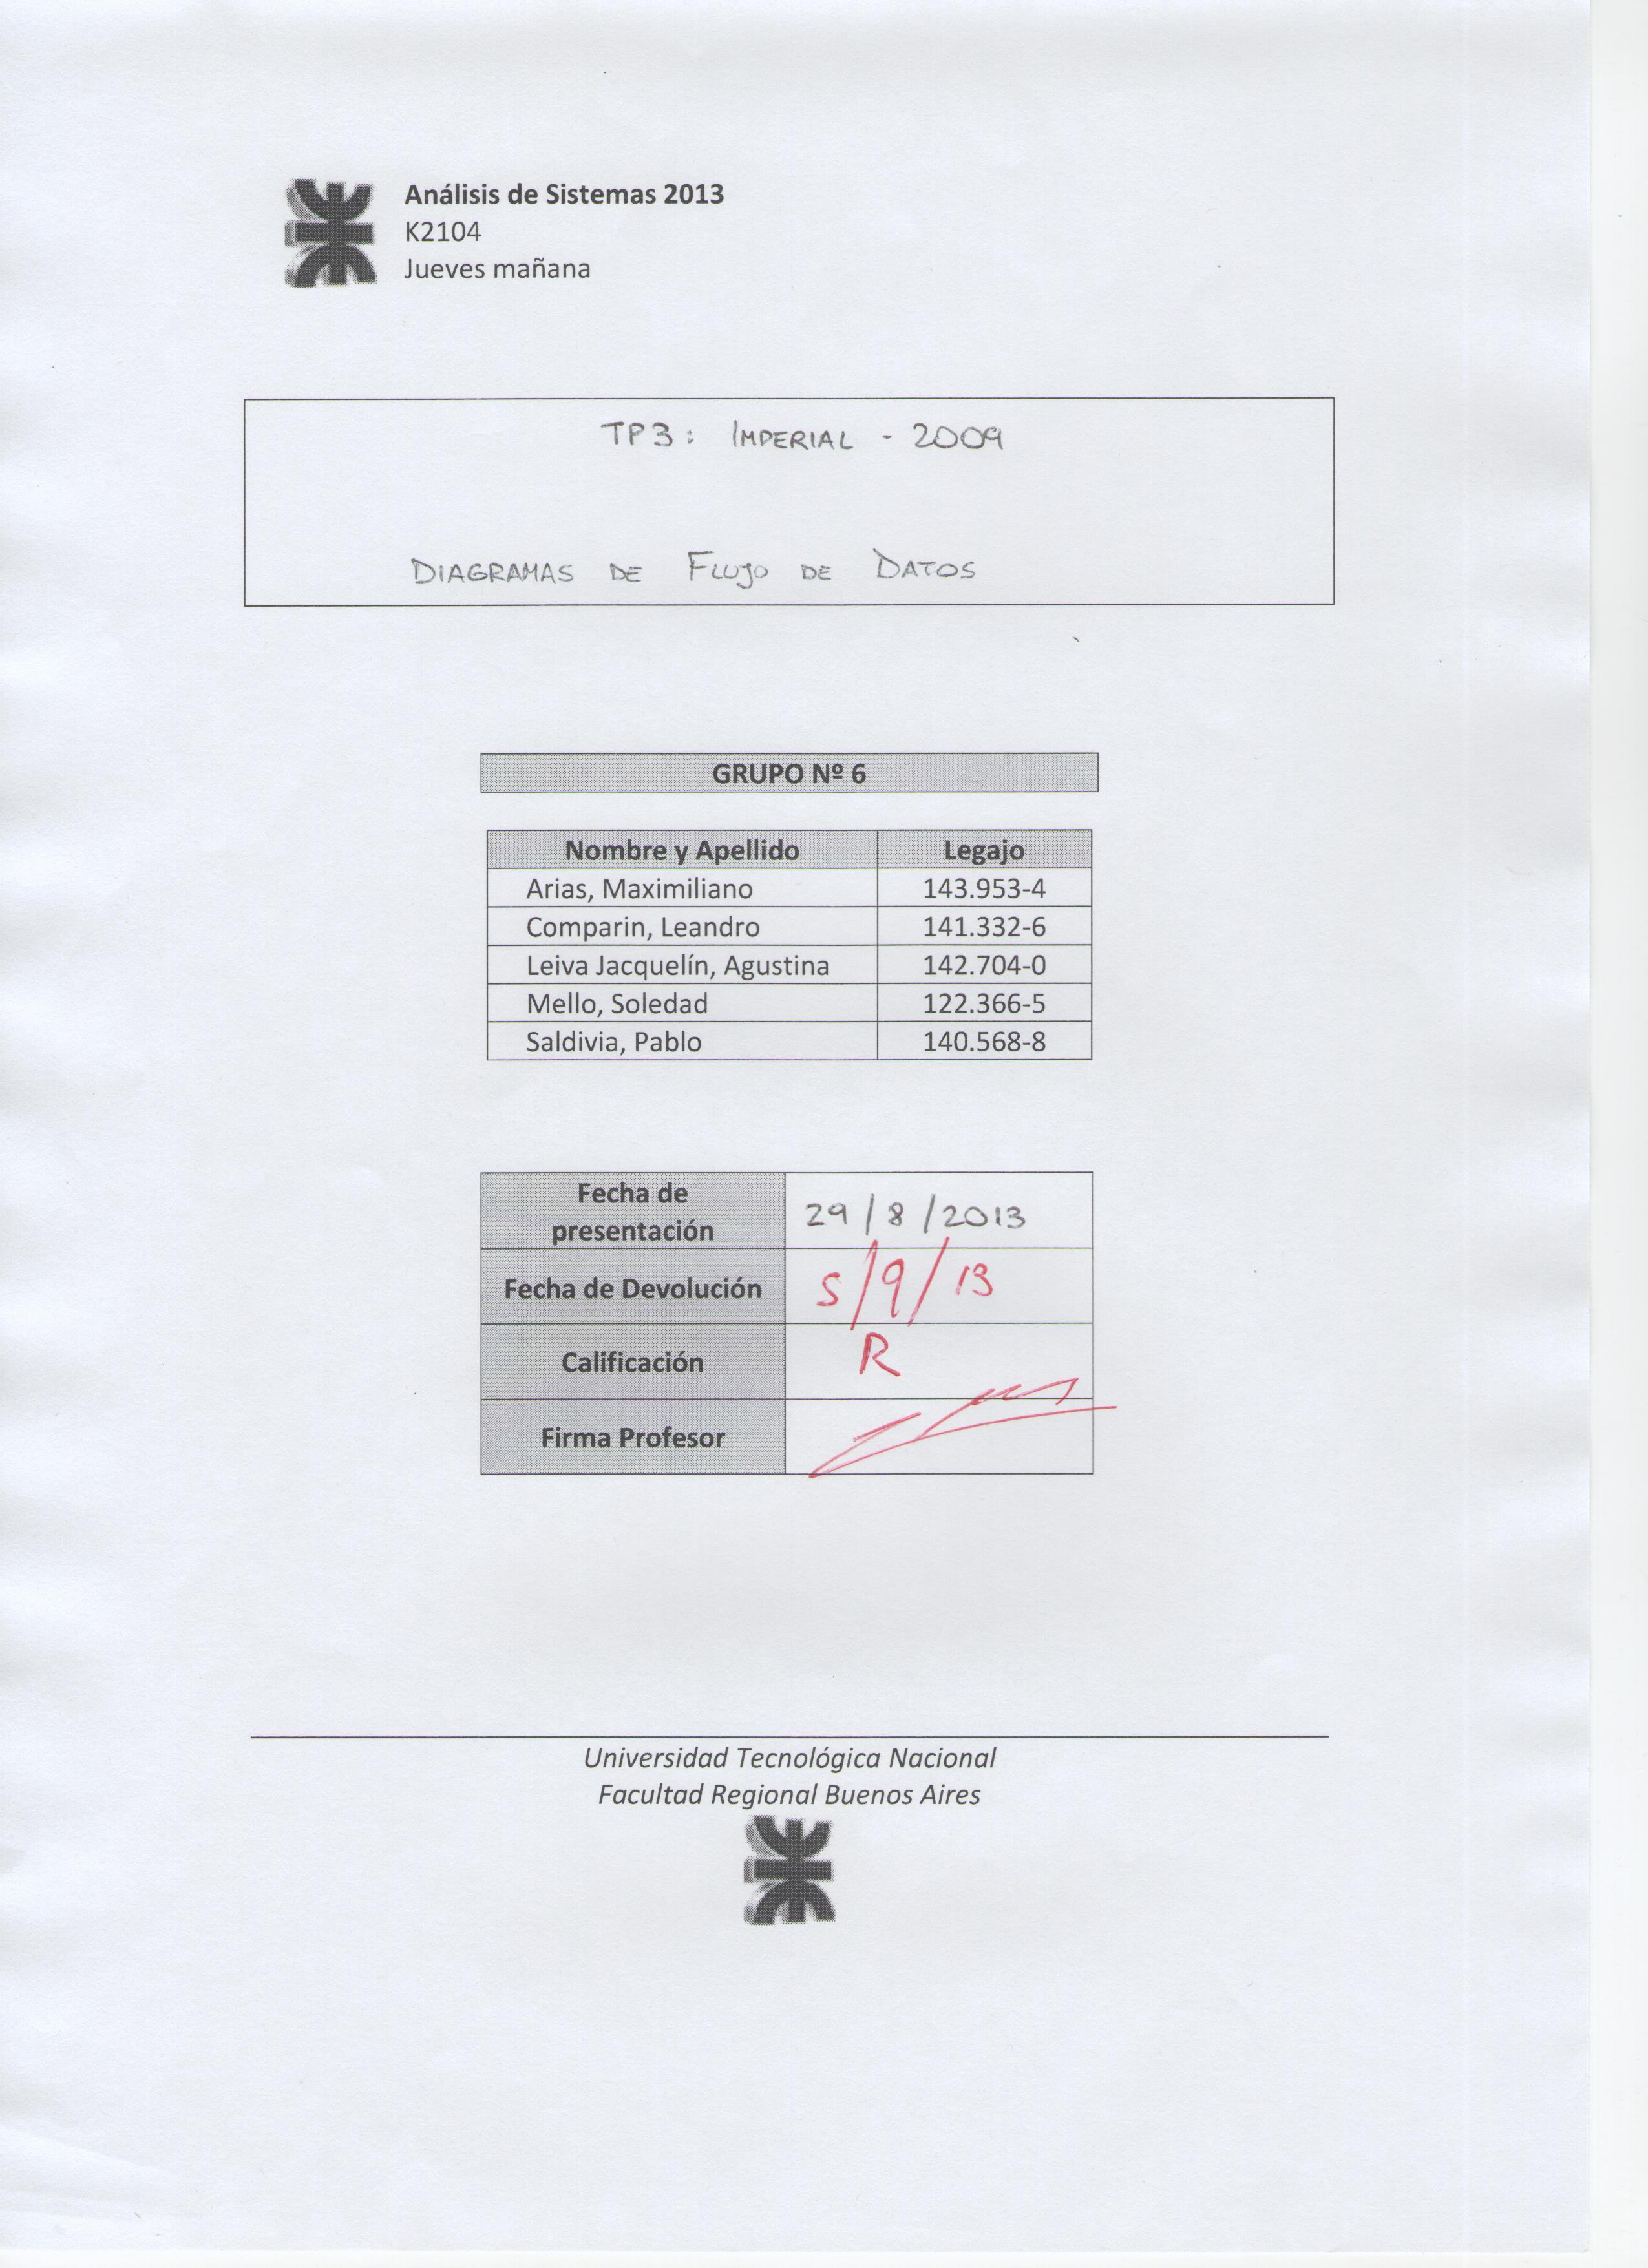 Análisis de Sistemas 2013
K2104
Jueves mañana
TP3: IMPERIAL - 2009
DIAGRAMAS DE FLUJO DE DATOS
GRUPO Nº 6
Nombre y Apellido Legajo
Arias, Maximiliano 143.953-4
Comparin, Leandro 141.332-6
Leiva Jacquelín, Agustina 142.704-0
Mello, Soledad 122.366-5
Saldivia, Pablo 140.568-8
Fecha de
presentación 29/8/2013
Fecha de Devolución 5/9/13
Calificación R
Firma Profesor
Universidad Tecnológica Nacional
Facultad Regional Buenos Aires